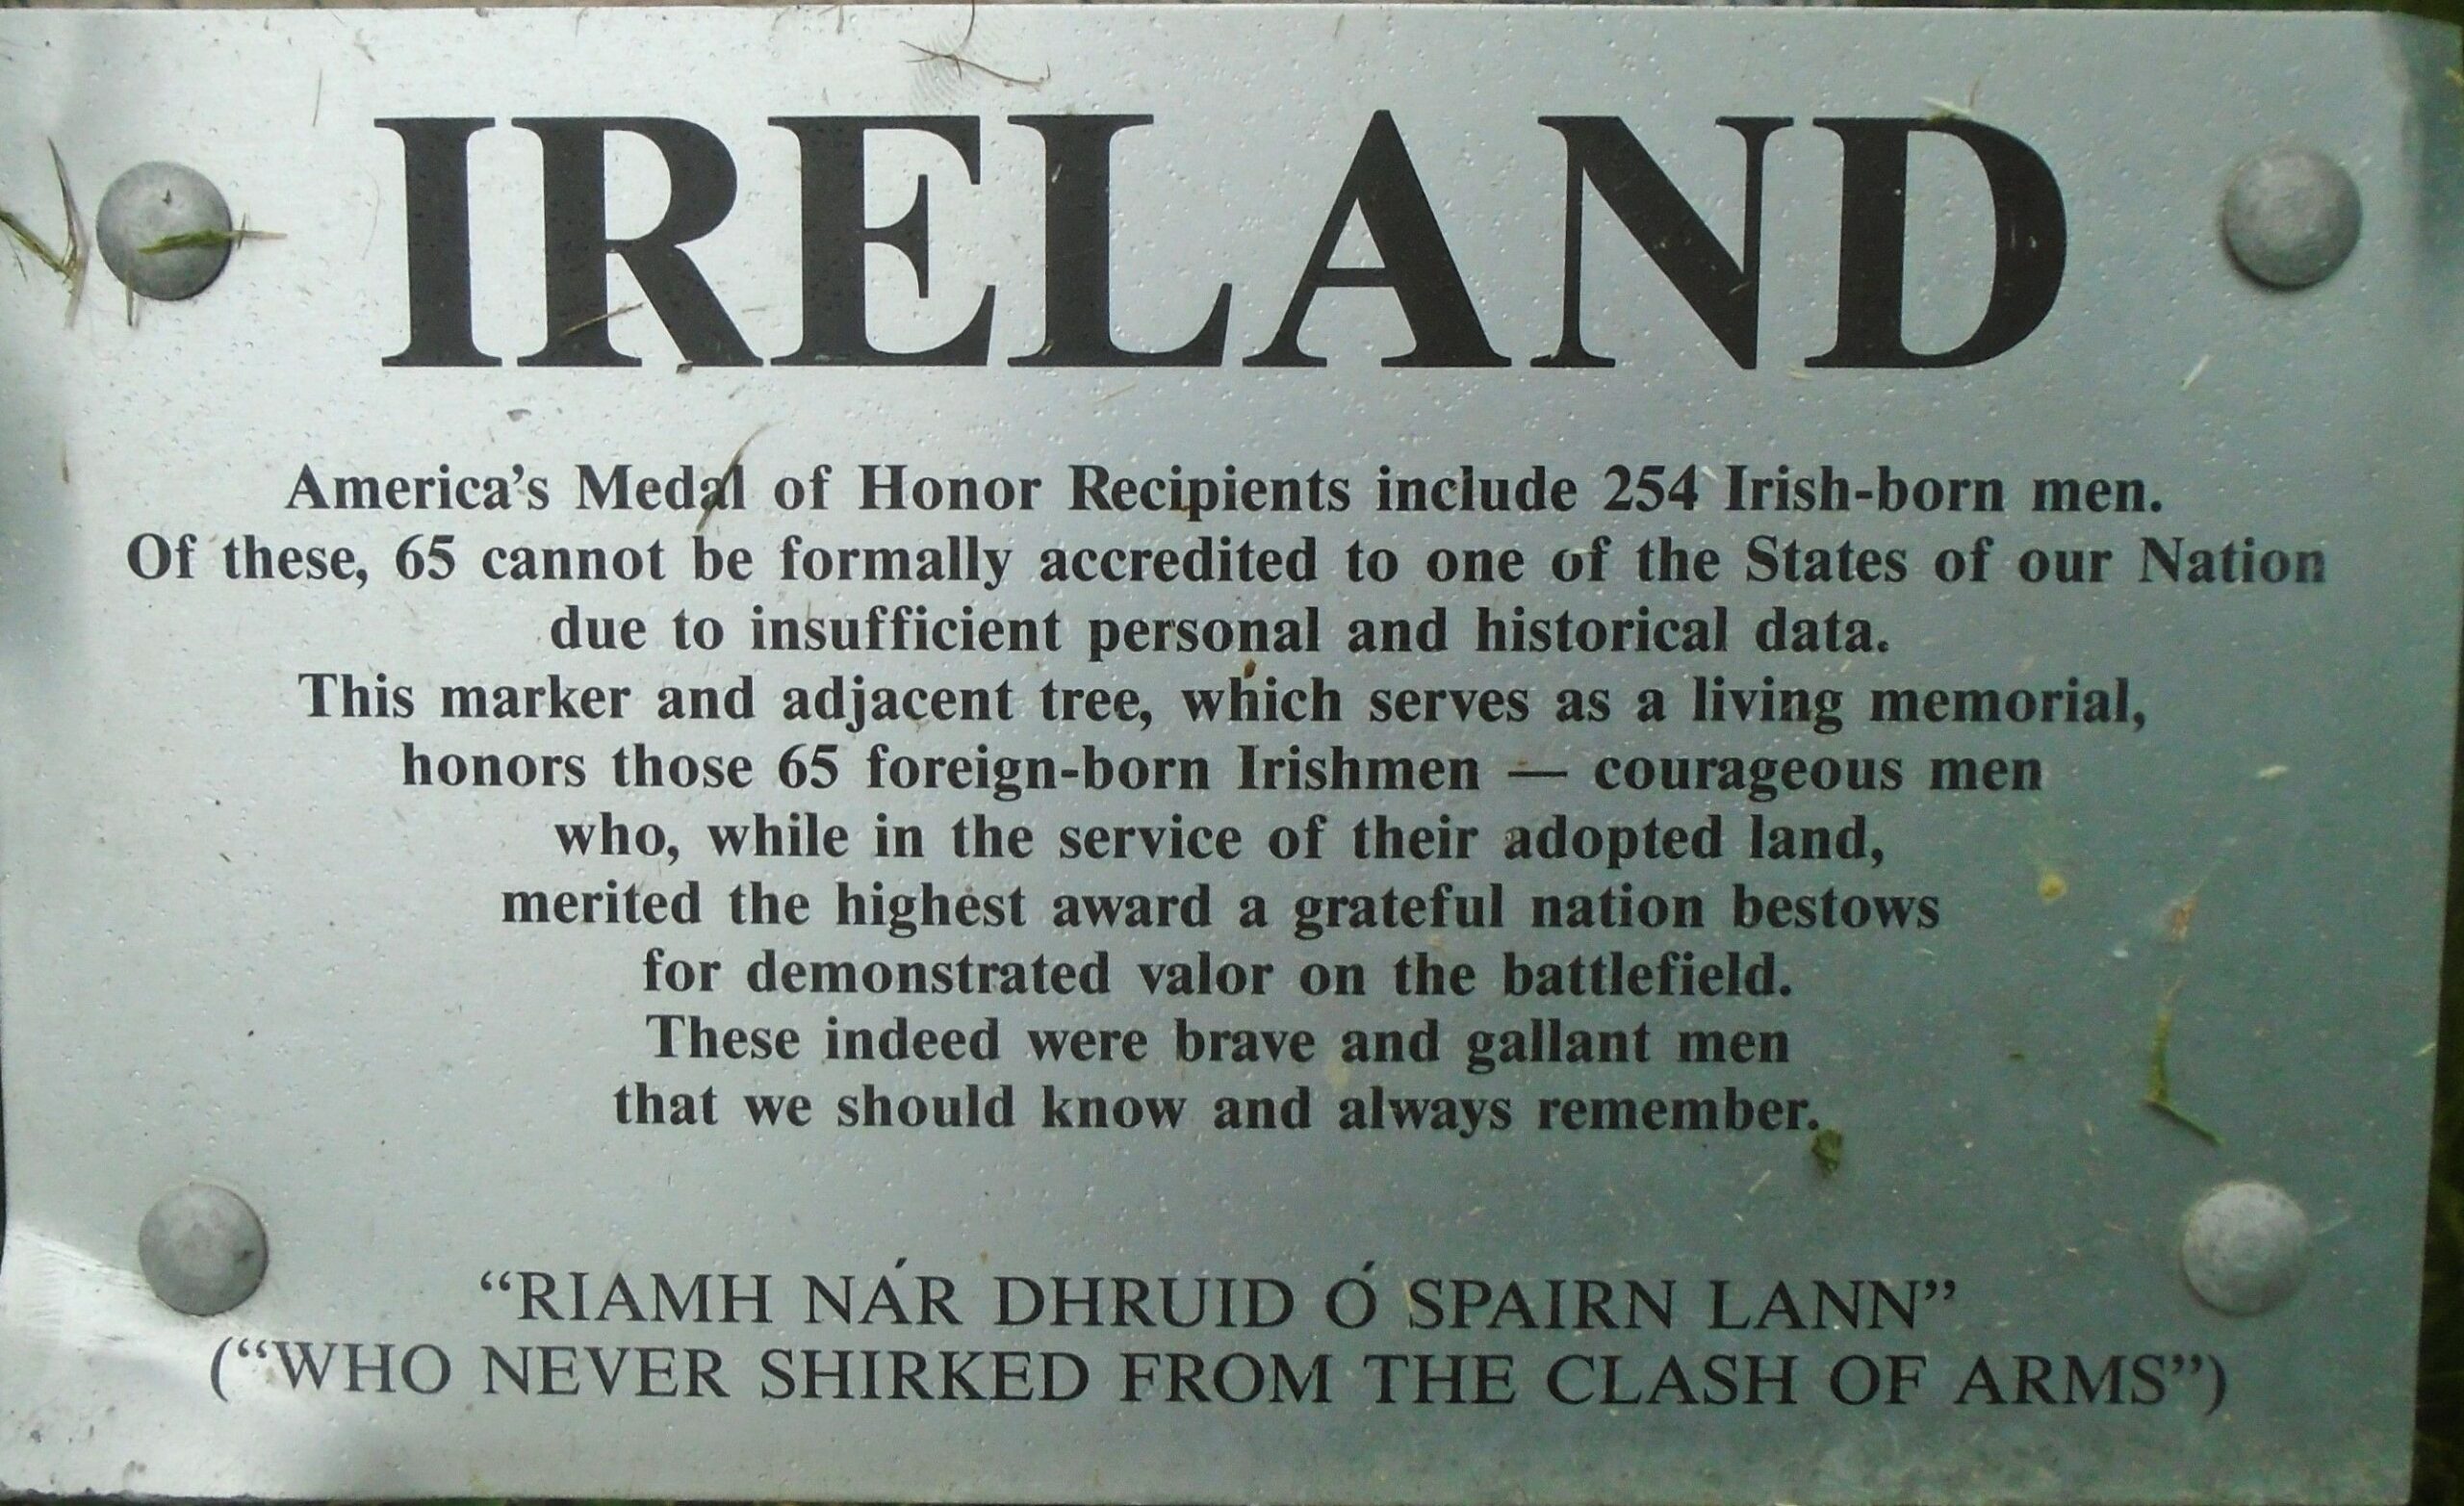 IRELAND
America's Medal of Honor Recipients include 254 Irish-born men.
Of these, 65 cannot be formally accredited to one of the States of our Nation
due to insufficient personal and historical data.
This marker and adjacent tree, which serves as a living memorial,
honors those 65 foreign-born Irishmen — courageous men
who, while in the service of their adopted land,
merited the highest award a grateful nation bestows
for demonstrated valor on the battlefield.
These indeed were brave and gallant men
that we should know and always remember.
“RIAMH NÁR DHRUID Ó SPAIRN LANN”
(“WHO NEVER SHIRKED FROM THE CLASH OF ARMS”)